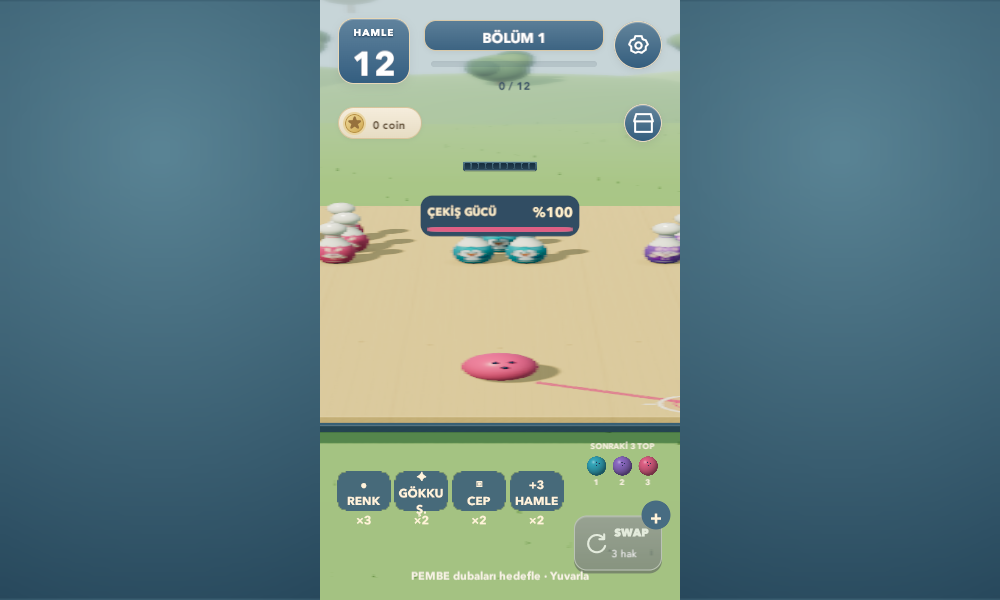 HAMLE
12
BÖLÜM 1
0 / 12
0 coin
ÇEKİŞ GÜCÜ %100
SONRAKİ 3 TOP
1 2 3
RENK
×3
GÖKKU
Ş.
×2
CEP
×2
+3
HAMLE
×2
+
SWAP
3 hak
PEMBE dubaları hedefle · Yuvarla